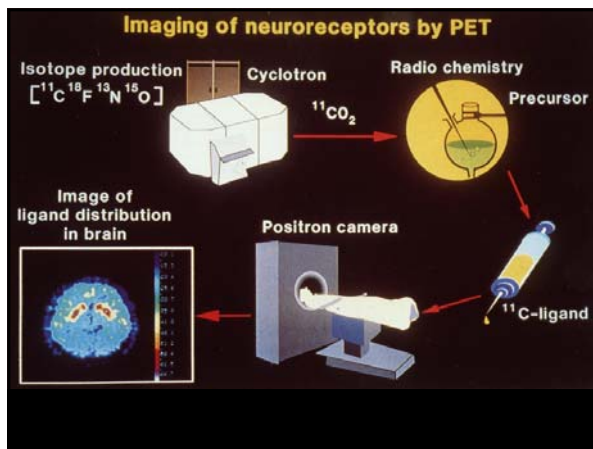 Imaging of neuroreceptors by PET
Isotope production
[¹¹C ¹⁸F ¹³N ¹⁵O]
Cyclotron
¹¹CO₂
Radio chemistry
Precursor
¹¹C-ligand
Positron camera
Image of
ligand distribution
in brain